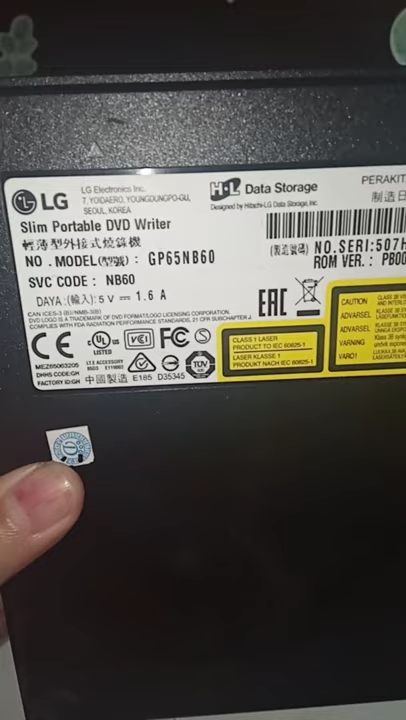 LG
LG Electronics Inc.
7, YOIDAERO, YOUNGDUNGPO-GU,
SEOUL, KOREA
H·L Data Storage
Designed by Hitachi-LG Data Storage, Inc.
PERAKIT
制造日
Slim Portable DVD Writer
輕薄型外接式燒錄機
NO. MODEL(型號): GP65NB60
SVC CODE: NB60
DAYA:(輸入): 5 V 1.6 A
(製造號碼) NO.SERI:507H
ROM VER.: PB00
CAN ICES-3 (B)/NMB-3(B)
DVD LOGO IS A TRADEMARK OF DVD FORMAT/LOGO LICENSING CORPORATION.
COMPLIES WITH FDA RADIATION PERFORMANCE STANDARDS, 21 CFR SUBCHAPTER J
CE
MEZ65063205
DHHS CODE:GH
FACTORY ID:GH
UL
LISTED
I.T.E ACCESSORY
中國製造 E185 D35345
VCI
FC
TÜV
EAC
CLASS 1 LASER
PRODUCT TO IEC 60825-1
LASER KLASSE 1
PRODUKT NACH IEC 60825-1
CAUTION
ADVARSEL
ADVARSEL
VARNING
VARO!